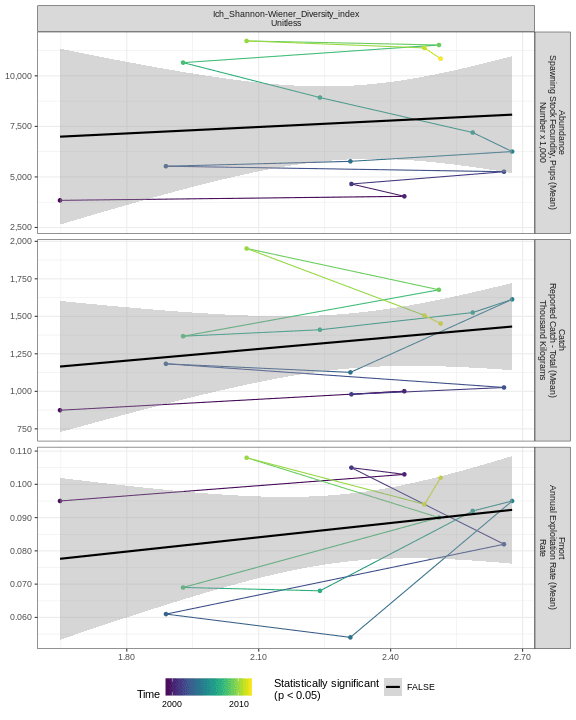 Ich_Shannon-Wiener_Diversity_index
Unitless
10,000
7,500
5,000
2,500
Abundance
Spawning Stock Fecundity, Pups (Mean)
Number x 1,000
2,000
1,750
1,500
1,250
1,000
750
Catch
Reported Catch - Total (Mean)
Thousand Kilograms
0.110
0.100
0.090
0.080
0.070
0.060
Fmort
Annual Exploitation Rate (Mean)
Rate
1.80 2.10 2.40 2.70
Time
2000 2010
Statistically significant
(p < 0.05)
FALSE